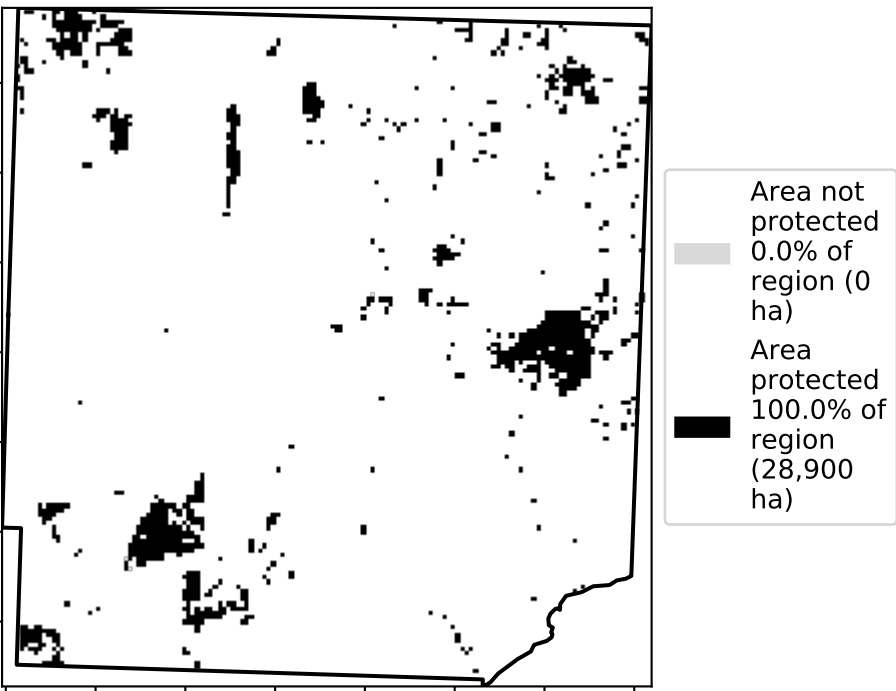 Area not
protected
0.0% of
region (0
ha)
Area
protected
100.0% of
region
(28,900
ha)